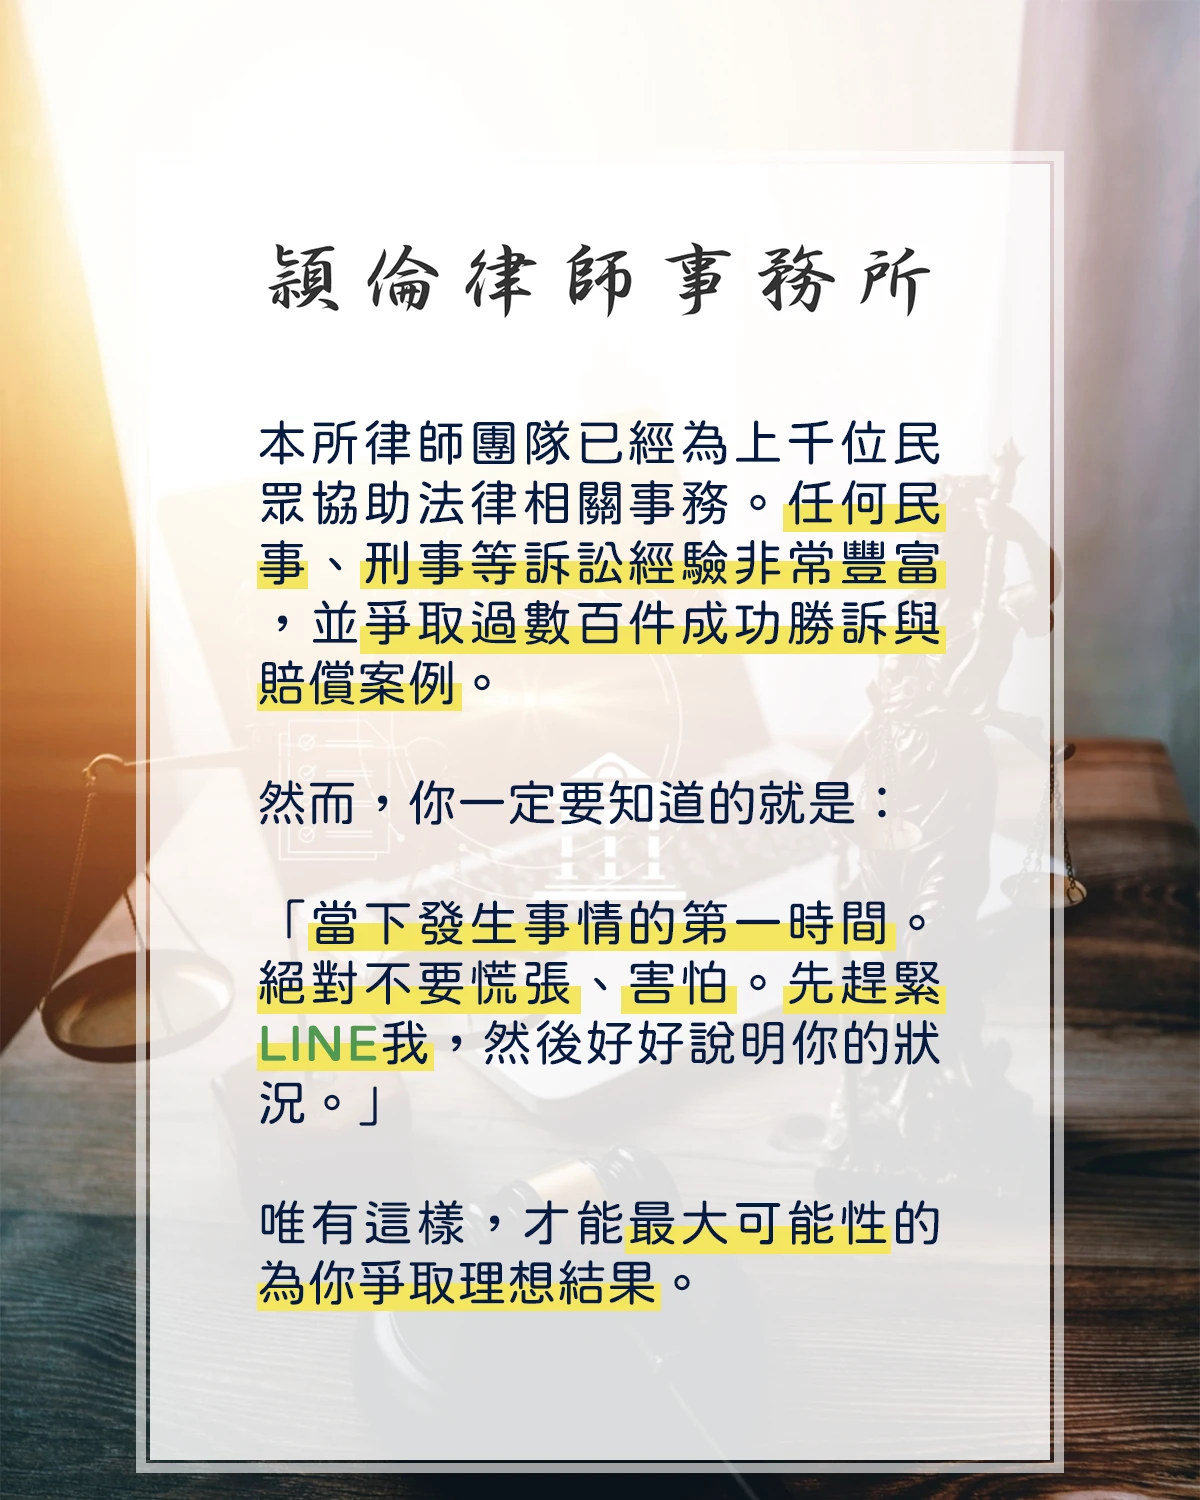 潁倫律師事務所
本所律師團隊已經為上千位民
眾協助法律相關事務。任何民
事、刑事等訴訟經驗非常豐富
，並爭取過數百件成功勝訴與
賠償案例。
然而，你一定要知道的就是：
「當下發生事情的第一時間。
絕對不要慌張、害怕。先趕緊
LINE我，然後好好說明你的狀
況。」
唯有這樣，才能最大可能性的
為你爭取理想結果。